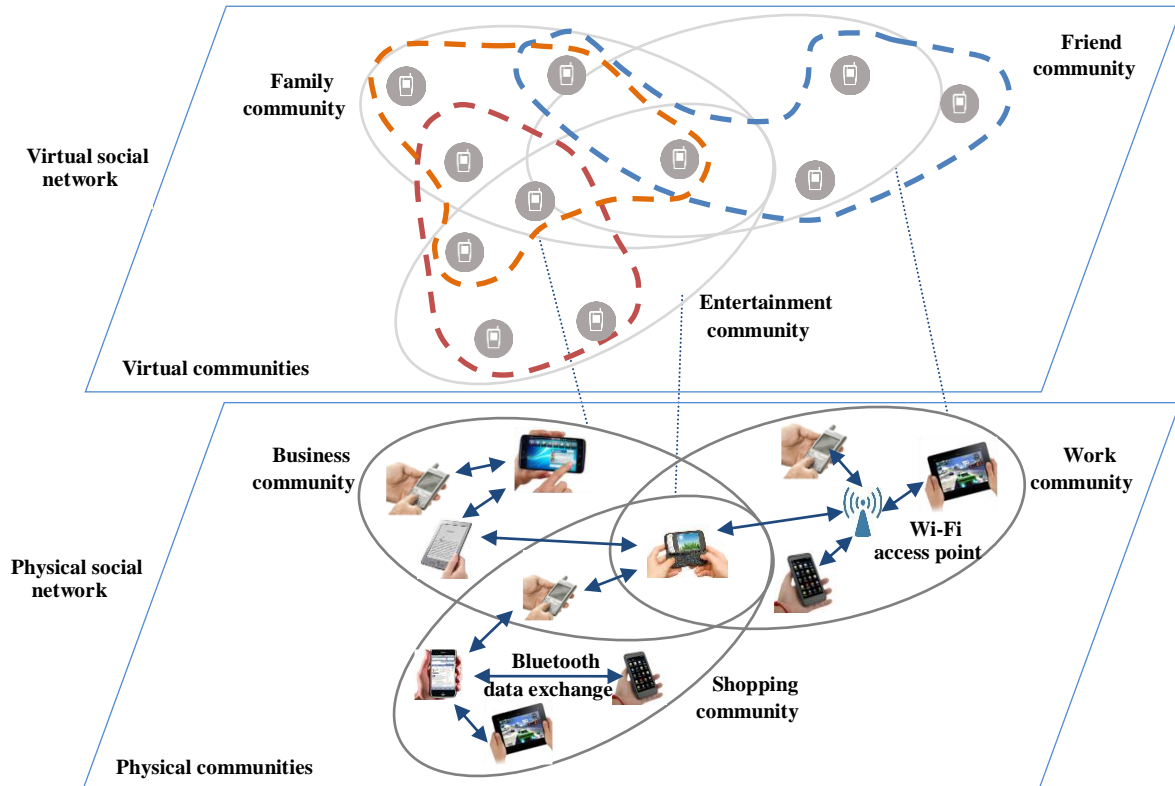 Family
community
Friend
community
Virtual social
network
Entertainment
community
Virtual communities
Business
community
Work
community
Wi-Fi
access point
Physical social
network
Bluetooth
data exchange
Shopping
community
Physical communities